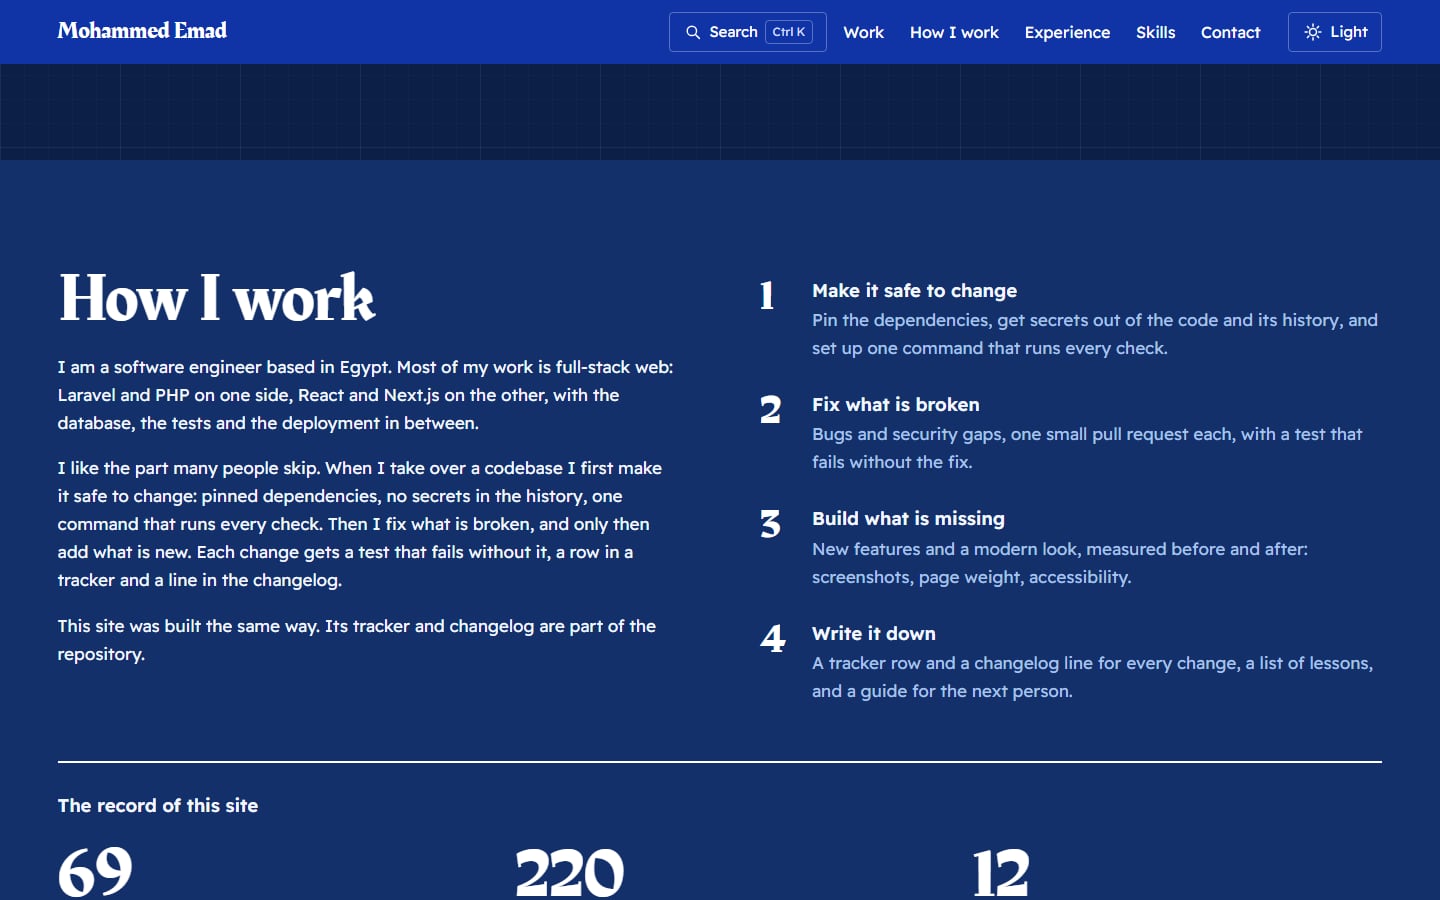 Mohammed Emad
Search Ctrl K
Work
How I work
Experience
Skills
Contact
Light
How I work
I am a software engineer based in Egypt. Most of my work is full-stack web:
Laravel and PHP on one side, React and Next.js on the other, with the
database, the tests and the deployment in between.
I like the part many people skip. When I take over a codebase I first make
it safe to change: pinned dependencies, no secrets in the history, one
command that runs every check. Then I fix what is broken, and only then
add what is new. Each change gets a test that fails without it, a row in a
tracker and a line in the changelog.
This site was built the same way. Its tracker and changelog are part of the
repository.
1
Make it safe to change
Pin the dependencies, get secrets out of the code and its history, and
set up one command that runs every check.
2
Fix what is broken
Bugs and security gaps, one small pull request each, with a test that
fails without the fix.
3
Build what is missing
New features and a modern look, measured before and after:
screenshots, page weight, accessibility.
4
Write it down
A tracker row and a changelog line for every change, a list of lessons,
and a guide for the next person.
The record of this site
69
220
12